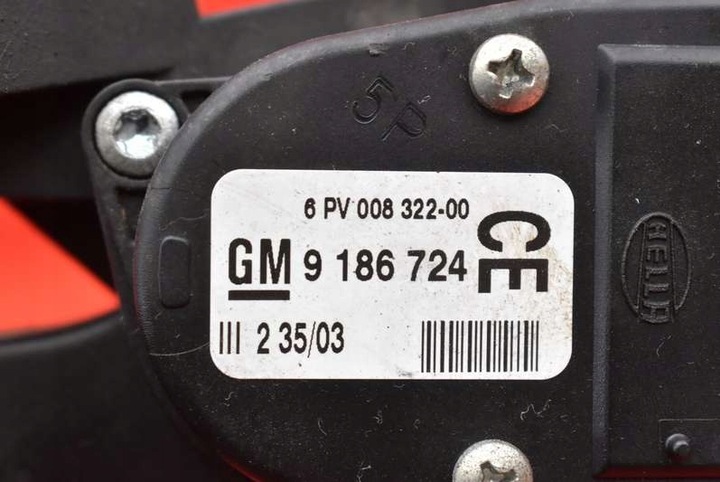 5P
6 PV 008 322-00
GM 9 186 724 CE
III 2 35/03
HELLA